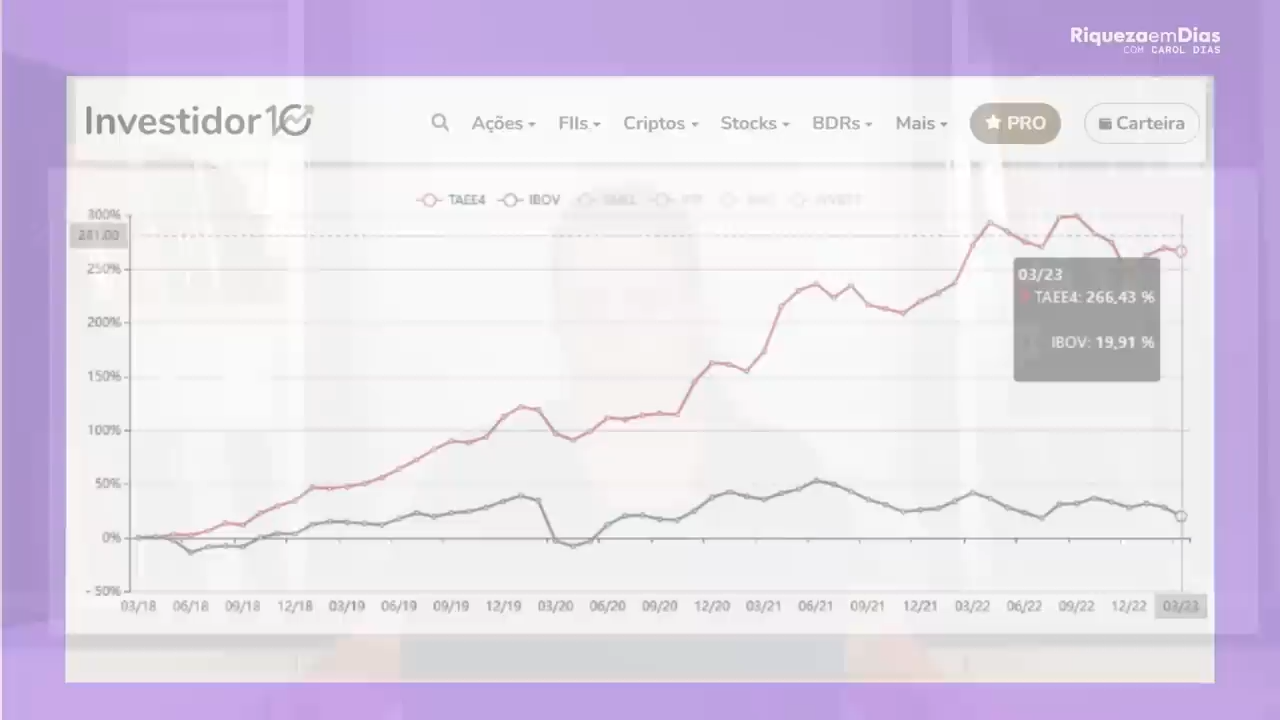 RiquezaemDias
COM CAROL DIAS
Investidor10
Ações FIIs Criptos Stocks BDRs Mais PRO Carteira
TAEE4 IBOV
300%
281.00
250%
200%
150%
100%
50%
0%
- 50%
03/23
TAEE4: 266,43 %
IBOV: 19,91 %
03/18 06/18 09/18 12/18 03/19 06/19 09/19 12/19 03/20 06/20 09/20 12/20 03/21 06/21 09/21 12/21 03/22 06/22 09/22 12/22 03/23